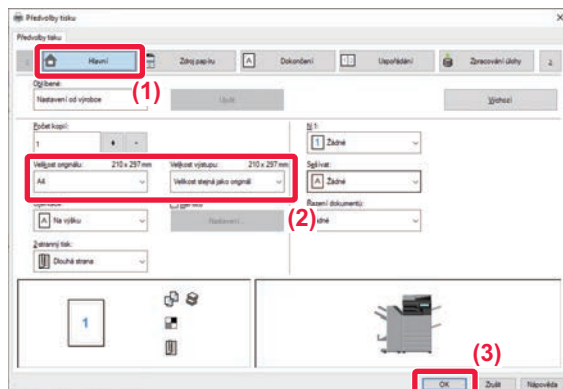 Předvolby tisku
Předvolby tisku
Hlavní
Zdroj papíru
A
Dokončení
Uspořádání
Zpracování úlohy
(1)
Oblíbené:
Nastavení od výrobce
Uložit
Výchozí
Počet kopií:
1
+ -
N:1:
1 Žádné
Velikost originálu: 210 x 297 mm
A4
Velikost výstupu: 210 x 297 mm
Velikost stejná jako originál
Sešívat:
A Žádné
(2)
A Na výšku
Nastavení...
Řazení dokumentů:
2stranný tisk:
Dlouhá strana
1
(3)
OK
Zrušit
Nápověda